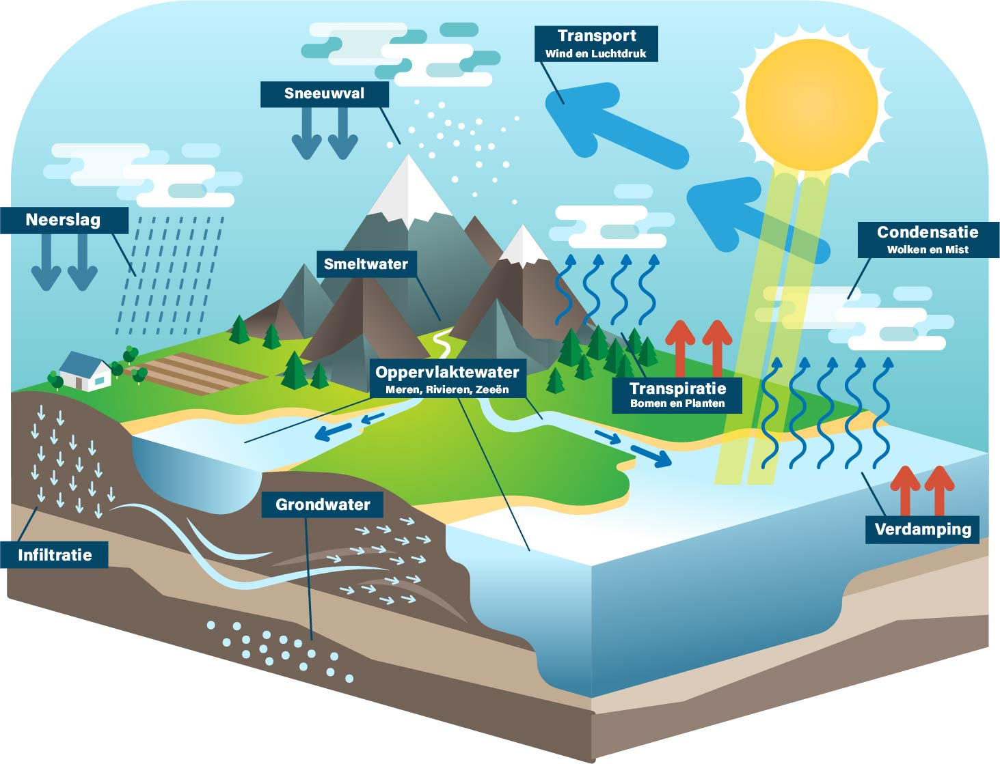 Transport
Wind en Luchtdruk
Sneeuwval
Neerslag
Condensatie
Wolken en Mist
Smeltwater
Oppervlaktewater
Meren, Rivieren, Zeeën
Transpiratie
Bomen en Planten
Grondwater
Verdamping
Infiltratie